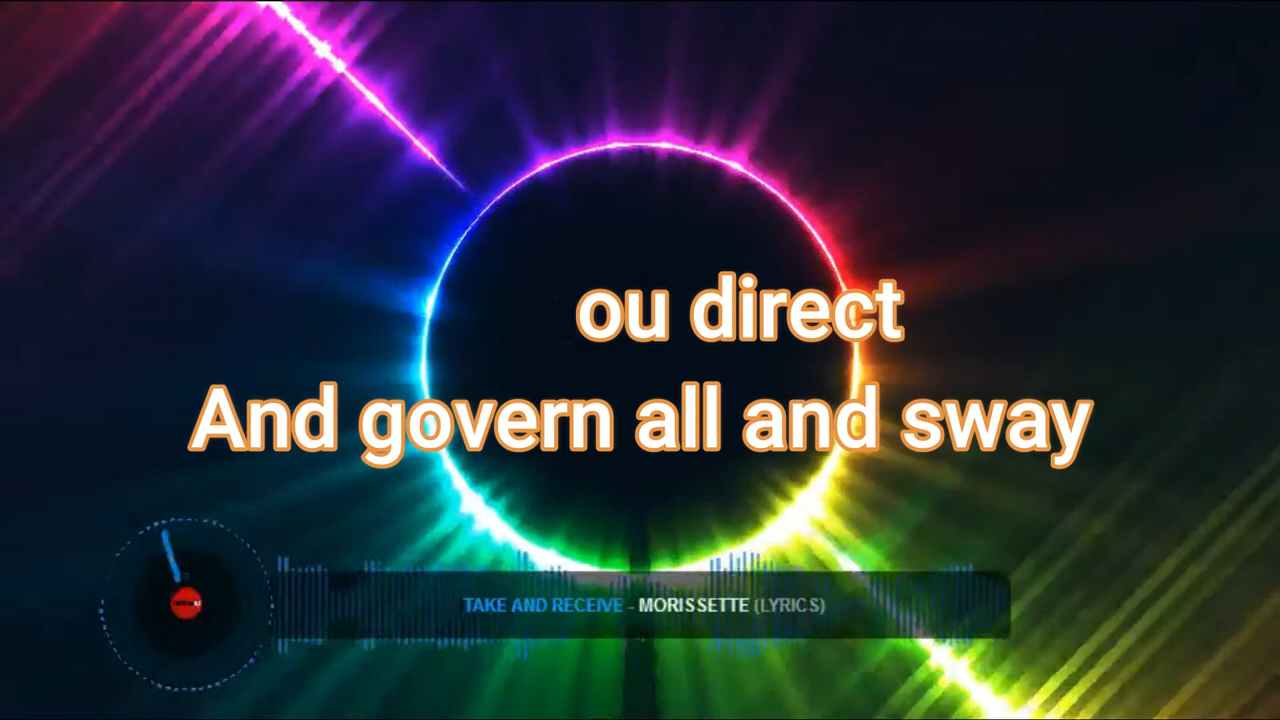 ou direct
And govern all and sway
TAKE AND RECEIVE - MORISSETTE (LYRICS)